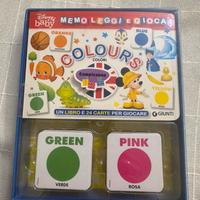 Disney baby
MEMO LEGGI E GIOCA!
ORANGE
BLUE
COLOURS
COLORI
GREEN
YELLOW
UN LIBRO E 24 CARTE PER GIOCARE
GIUNTI
GREEN
VERDE
PINK
ROSA